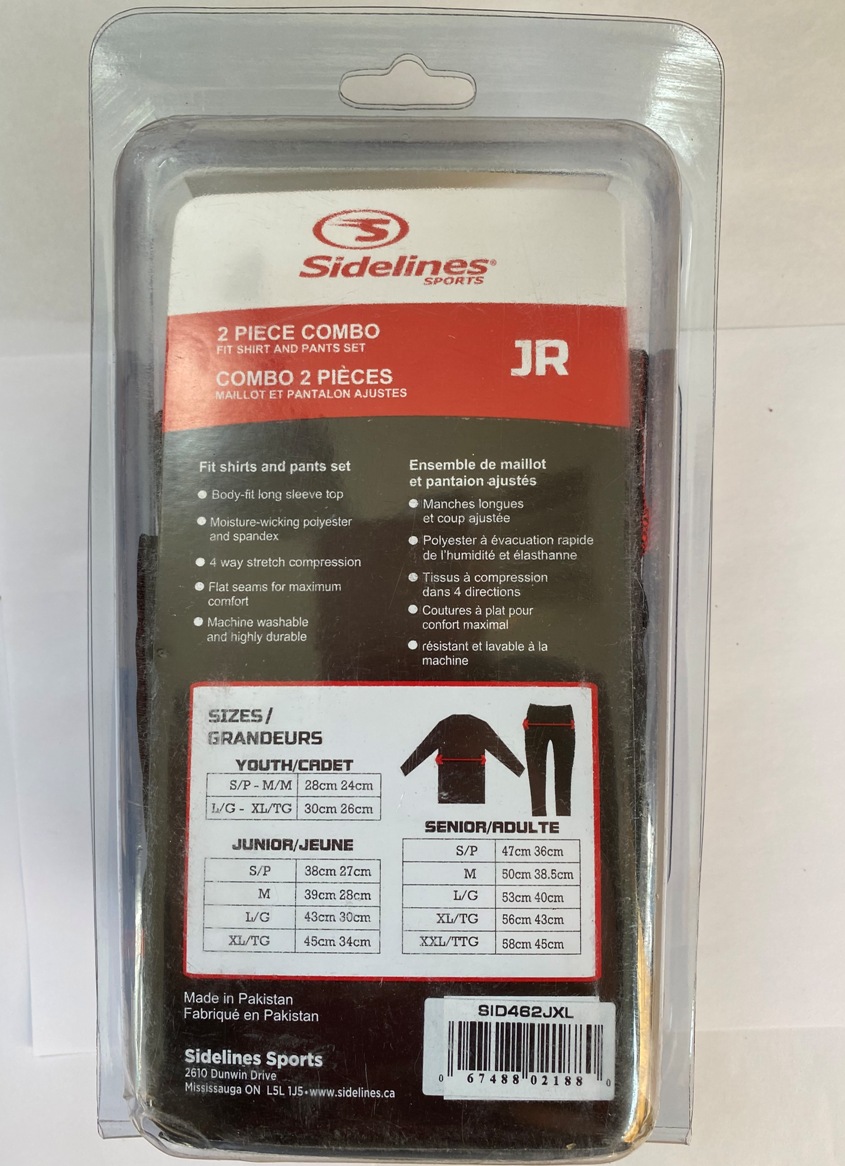 S
Sidelines®
SPORTS
2 PIECE COMBO
FIT SHIRT AND PANTS SET
COMBO 2 PIÈCES
MAILLOT ET PANTALON AJUSTES
JR
Fit shirts and pants set
Body-fit long sleeve top
Moisture-wicking polyester
and spandex
4 way stretch compression
Flat seams for maximum
comfort
Machine washable
and highly durable
Ensemble de maillot
et pantaion ajustés
Manches longues
et coup ajustée
Polyester à évacuation rapide
de l'humidité et élasthanne
Tissus à compression
dans 4 directions
Coutures à plat pour
confort maximal
résistant et lavable à la
machine
SIZES/
GRANDEURS
YOUTH/CADET
S/P - M/M 28cm 24cm
L/G - XL/TG 30cm 26cm
JUNIOR/JEUNE
S/P 38cm 27cm
M 39cm 28cm
L/G 43cm 30cm
XL/TG 45cm 34cm
SENIOR/ADULTE
S/P 47cm 36cm
M 50cm 38.5cm
L/G 53cm 40cm
XL/TG 56cm 43cm
XXL/TTG 58cm 45cm
Made in Pakistan
Fabriqué en Pakistan
Sidelines Sports
2610 Dunwin Drive
Mississauga ON L5L 1J5•www.sidelines.ca
SID462JXL
0 67488 02188 0